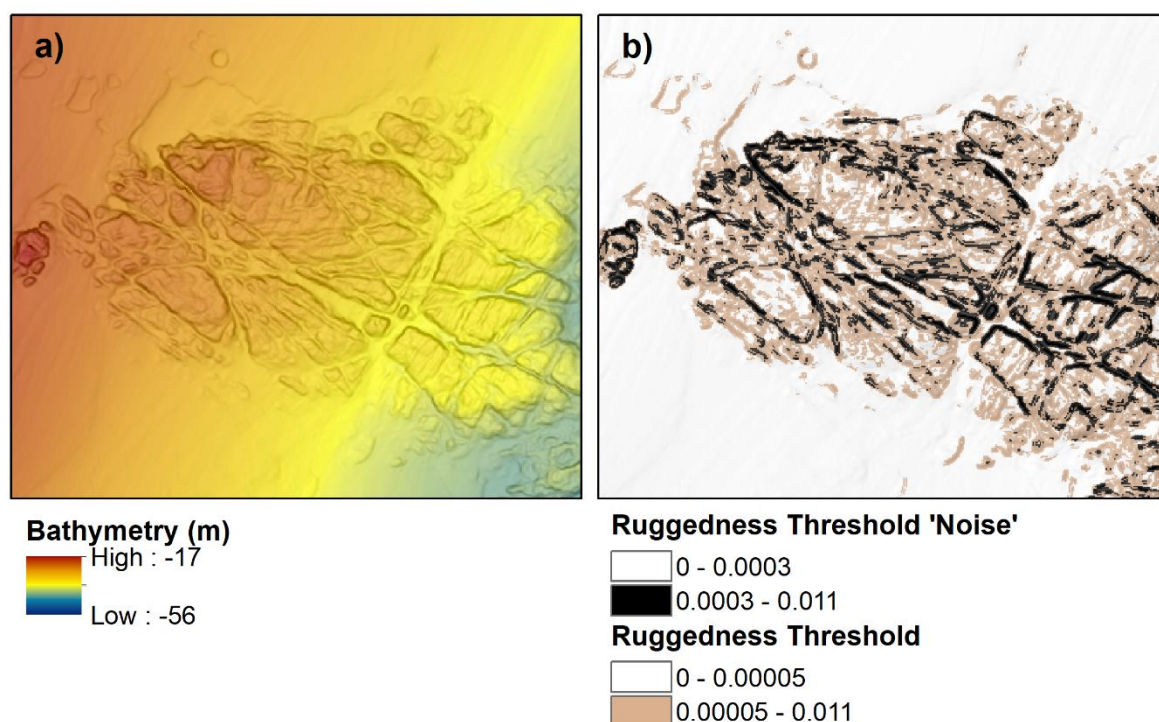 a)
b)
Bathymetry (m)
High : -17
Low : -56
Ruggedness Threshold 'Noise'
0 - 0.0003
0.0003 - 0.011
Ruggedness Threshold
0 - 0.00005
0.00005 - 0.011